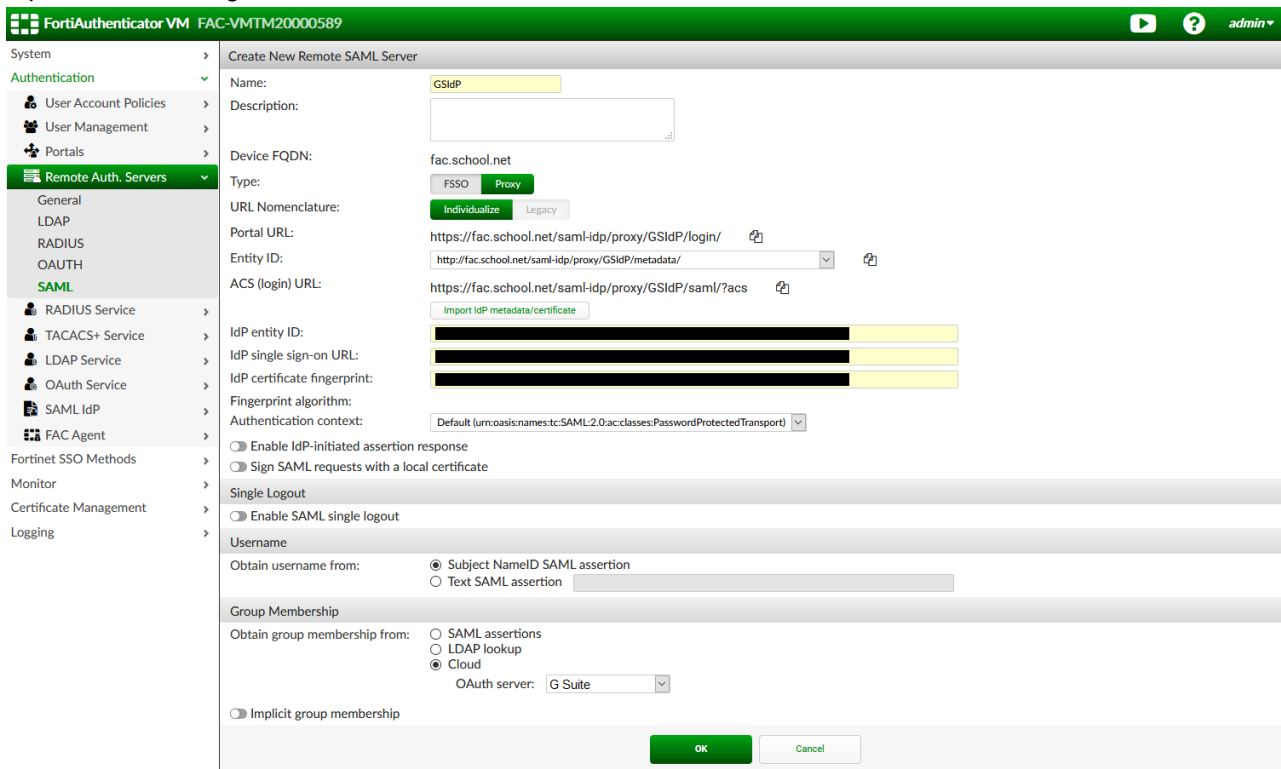 FortiAuthenticator VM FAC-VMTM20000589
admin
System
Authentication
User Account Policies
User Management
Portals
Remote Auth. Servers
General
LDAP
RADIUS
OAUTH
SAML
RADIUS Service
TACACS+ Service
LDAP Service
OAuth Service
SAML IdP
FAC Agent
Fortinet SSO Methods
Monitor
Certificate Management
Logging
Create New Remote SAML Server
Name: GSIdP
Description:
Device FQDN: fac.school.net
Type: FSSO Proxy
URL Nomenclature: Individualize Legacy
Portal URL: https://fac.school.net/saml-idp/proxy/GSIdP/login/
Entity ID: http://fac.school.net/saml-idp/proxy/GSIdP/metadata/
ACS (login) URL: https://fac.school.net/saml-idp/proxy/GSIdP/saml/?acs
Import IdP metadata/certificate
IdP entity ID:
IdP single sign-on URL:
IdP certificate fingerprint:
Fingerprint algorithm:
Authentication context: Default (urn:oasis:names:tc:SAML:2.0:ac:classes:PasswordProtectedTransport)
Enable IdP-initiated assertion response
Sign SAML requests with a local certificate
Single Logout
Enable SAML single logout
Username
Obtain username from: Subject NameID SAML assertion
Text SAML assertion
Group Membership
Obtain group membership from: SAML assertions
LDAP lookup
Cloud
OAuth server: G Suite
Implicit group membership
OK Cancel